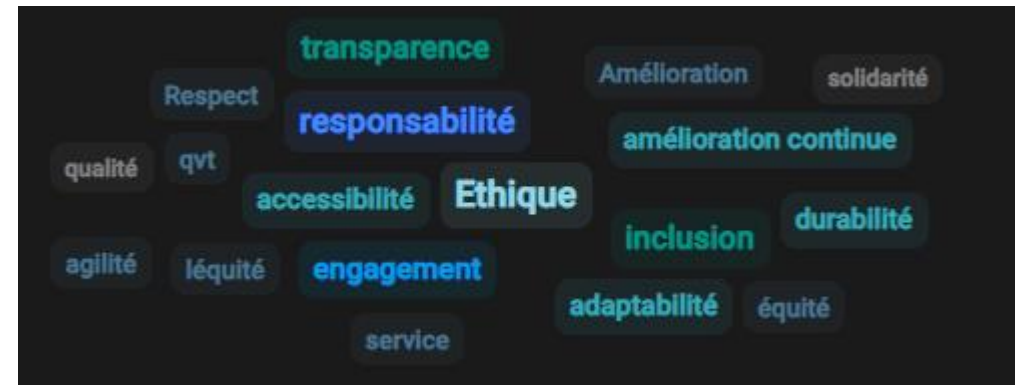 transparence
Amélioration
solidarité
Respect
responsabilité
amélioration continue
qualité
qvt
accessibilité
Ethique
durabilité
inclusion
agilité
léquité
engagement
adaptabilité
équité
service